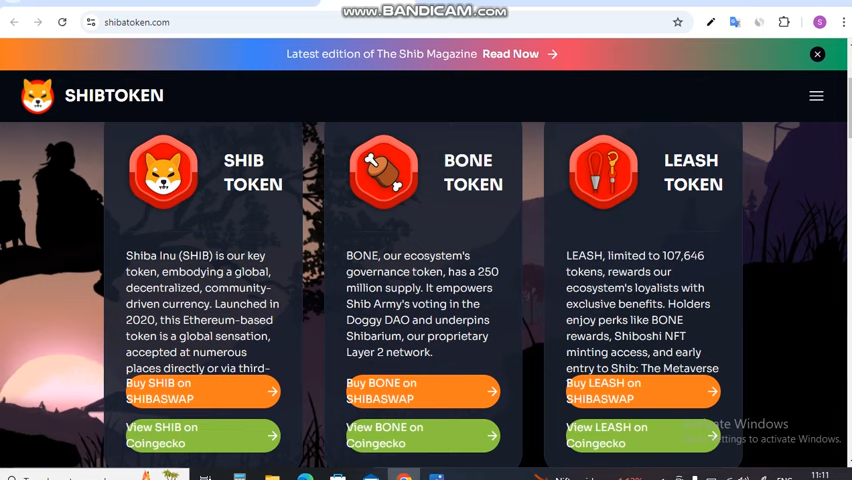 www.BANDICAM.com
shibatoken.com
S
Latest edition of The Shib Magazine Read Now
SHIBTOKEN
SHIB
TOKEN
Shiba Inu (SHIB) is our key
token, embodying a global,
decentralized, community-
driven currency. Launched in
2020, this Ethereum-based
token is a global sensation,
accepted at numerous
places directly or via third-
Buy SHIB on
SHIBASWAP
View SHIB on
Coingecko
BONE
TOKEN
BONE, our ecosystem's
governance token, has a 250
million supply. It empowers
Shib Army's voting in the
Doggy DAO and underpins
Shibarium, our proprietary
Layer 2 network.
Buy BONE on
SHIBASWAP
View BONE on
Coingecko
LEASH
TOKEN
LEASH, limited to 107,646
tokens, rewards our
ecosystem's loyalists with
exclusive benefits. Holders
enjoy perks like BONE
rewards, Shiboshi NFT
minting access, and early
entry to Shib: The Metaverse
Buy LEASH on
SHIBASWAP
View LEASH on
Coingecko
Activate Windows
Settings to activate Windows.
ENG
11:11